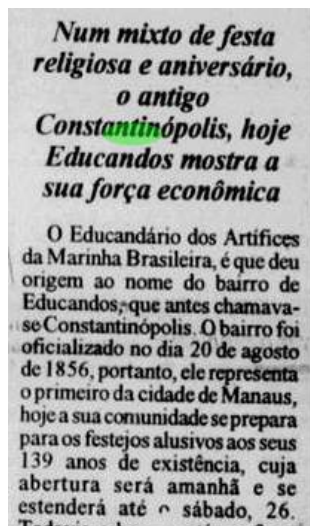 Num mixto de festa
religiosa e aniversário,
o antigo
Constantinópolis, hoje
Educandos mostra a
sua força econômica
O Educandário dos Artífices
da Marinha Brasileira, é que deu
origem ao nome do bairro de
Educandos, que antes chamava-
se Constantinópolis. O bairro foi
oficializado no dia 20 de agosto
de 1856, portanto, ele representa
o primeiro da cidade de Manaus,
hoje a sua comunidade se prepara
para os festejos alusivos aos seus
139 anos de existência, cuja
abertura será amanhã e se
estenderá até sábado, 26.